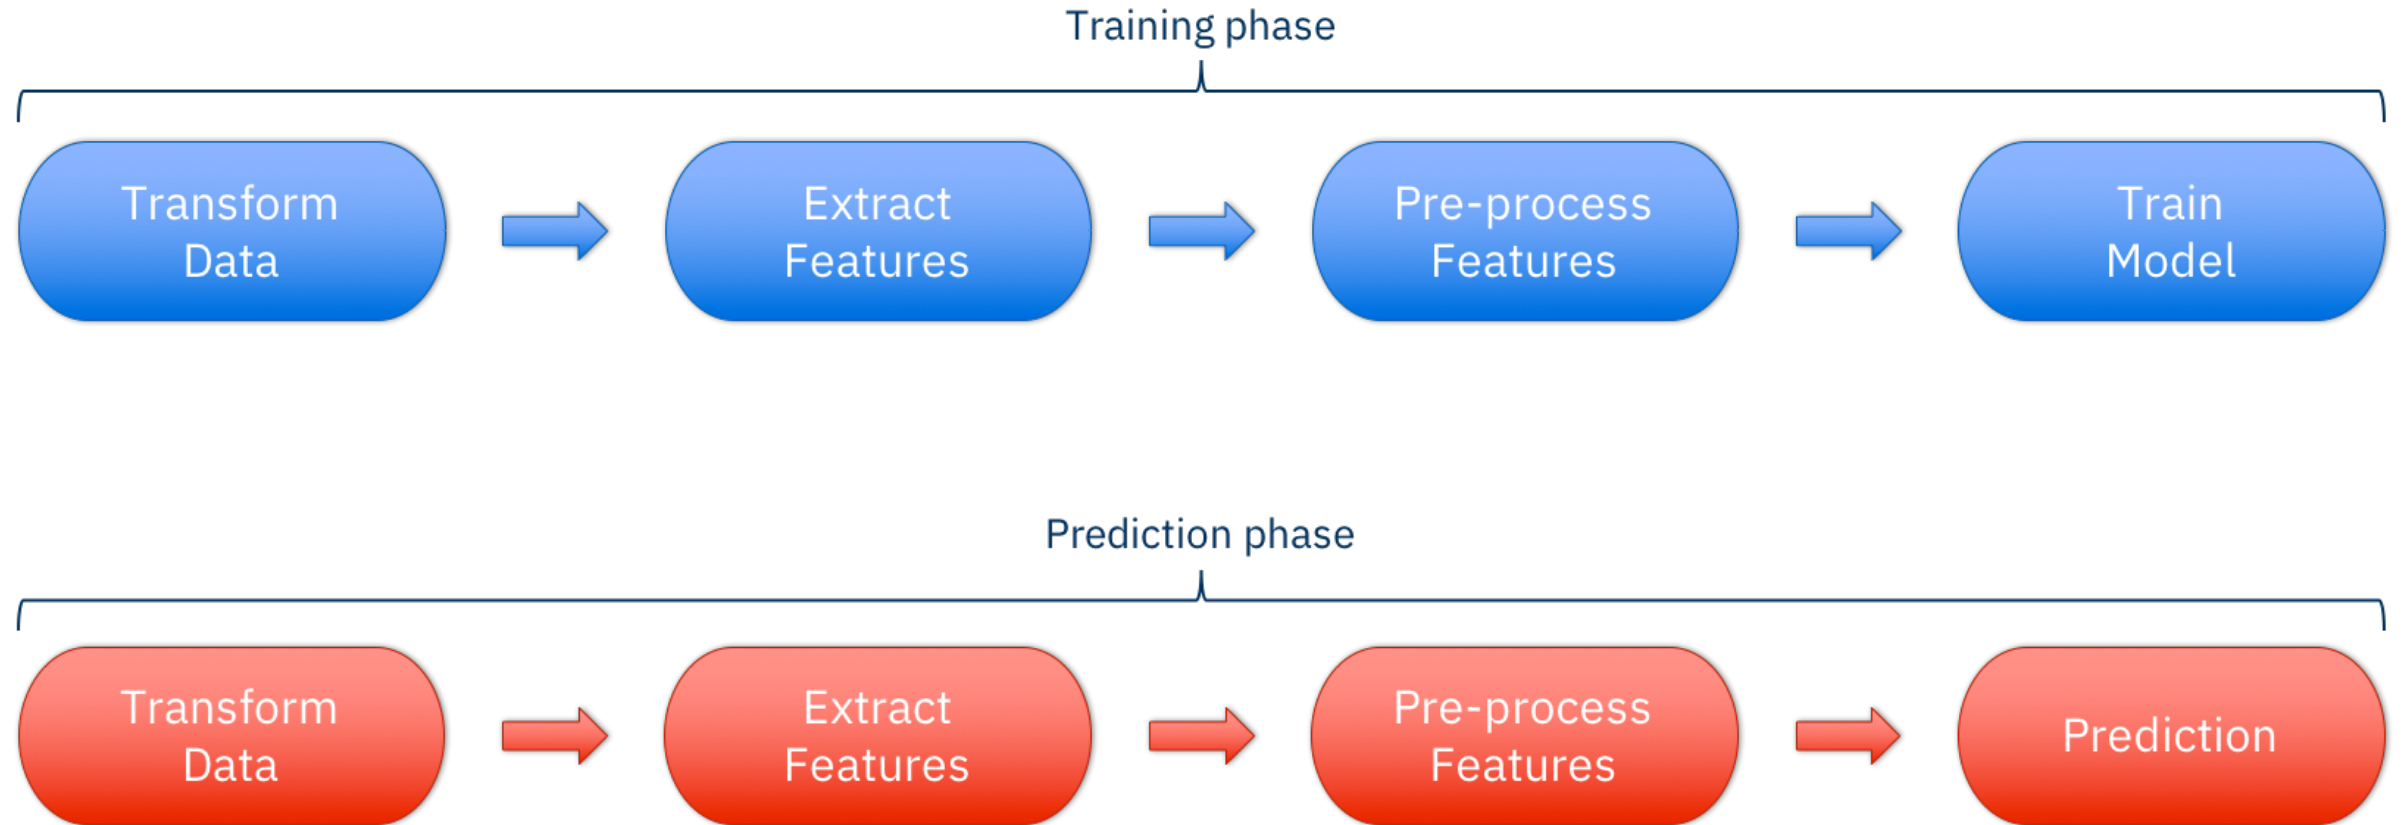 Training phase
Transform
Data
Extract
Features
Pre-process
Features
Train
Model
Prediction phase
Transform
Data
Extract
Features
Pre-process
Features
Prediction